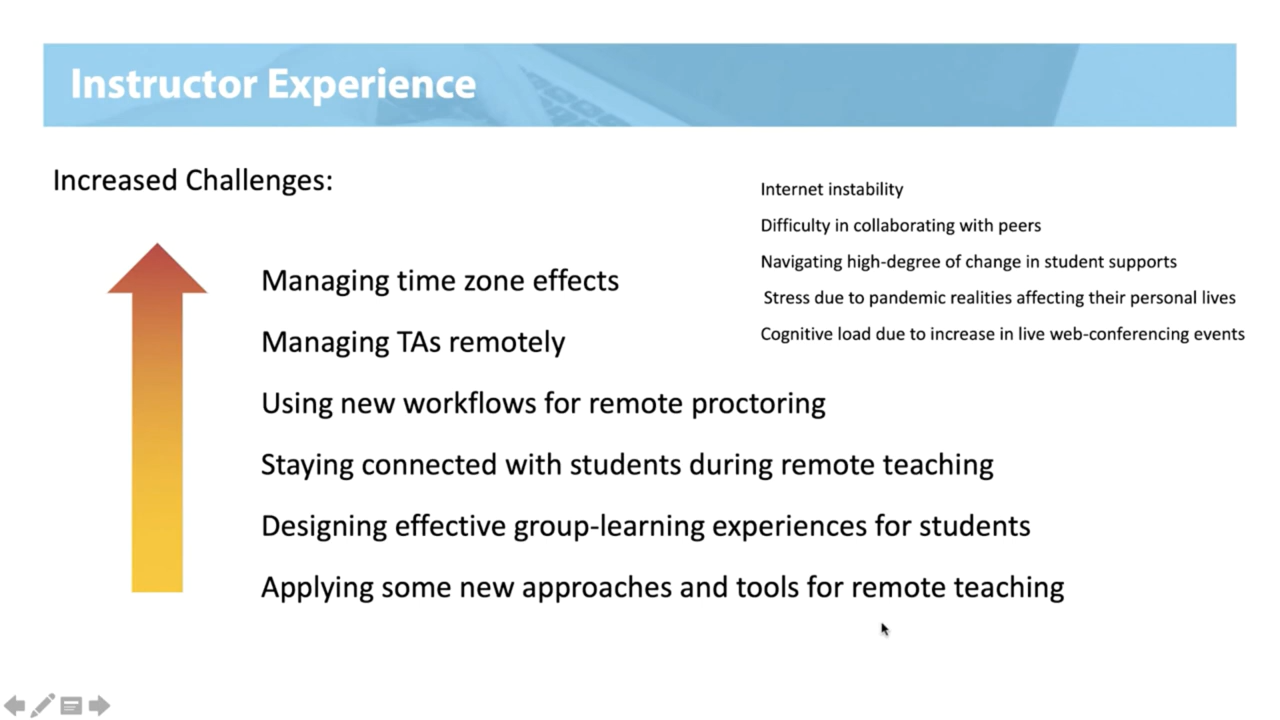 Instructor Experience
Increased Challenges:
Managing time zone effects
Managing TAs remotely
Using new workflows for remote proctoring
Staying connected with students during remote teaching
Designing effective group-learning experiences for students
Applying some new approaches and tools for remote teaching
Internet instability
Difficulty in collaborating with peers
Navigating high-degree of change in student supports
Stress due to pandemic realities affecting their personal lives
Cognitive load due to increase in live web-conferencing events